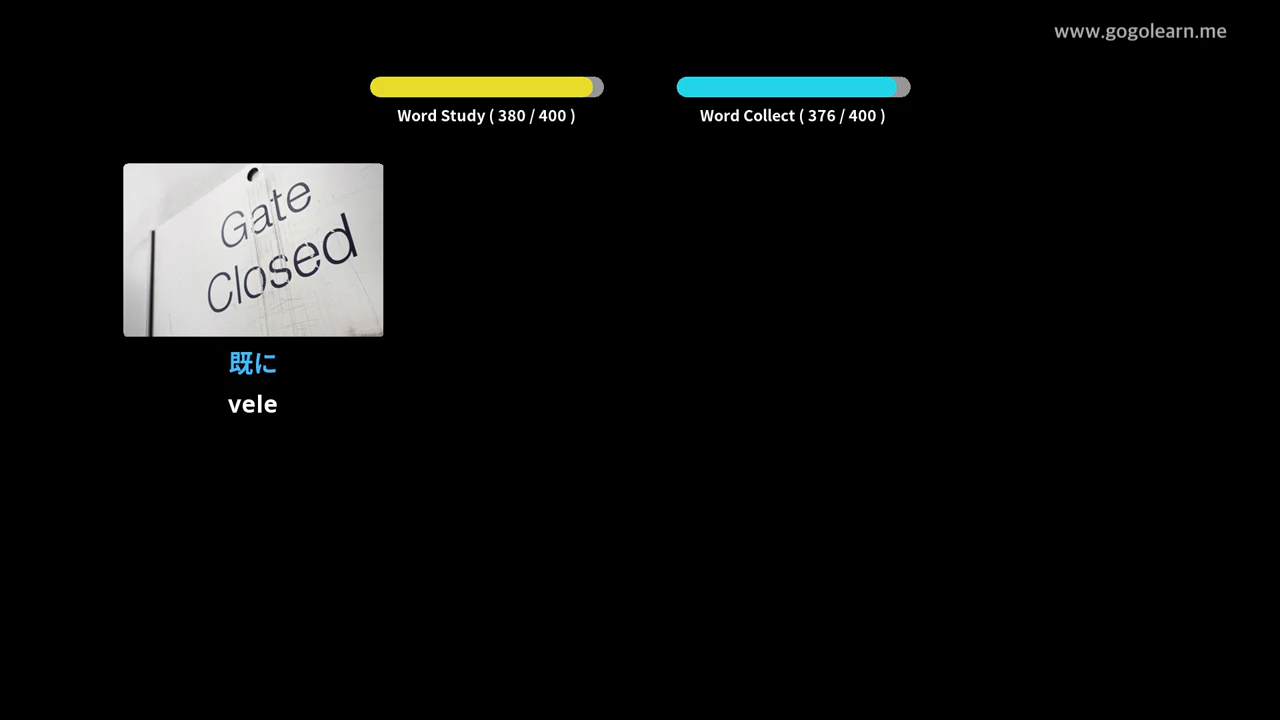 www.gogolearn.me
Word Study ( 380 / 400 )
Word Collect ( 376 / 400 )
Gate
Closed
既に
vele